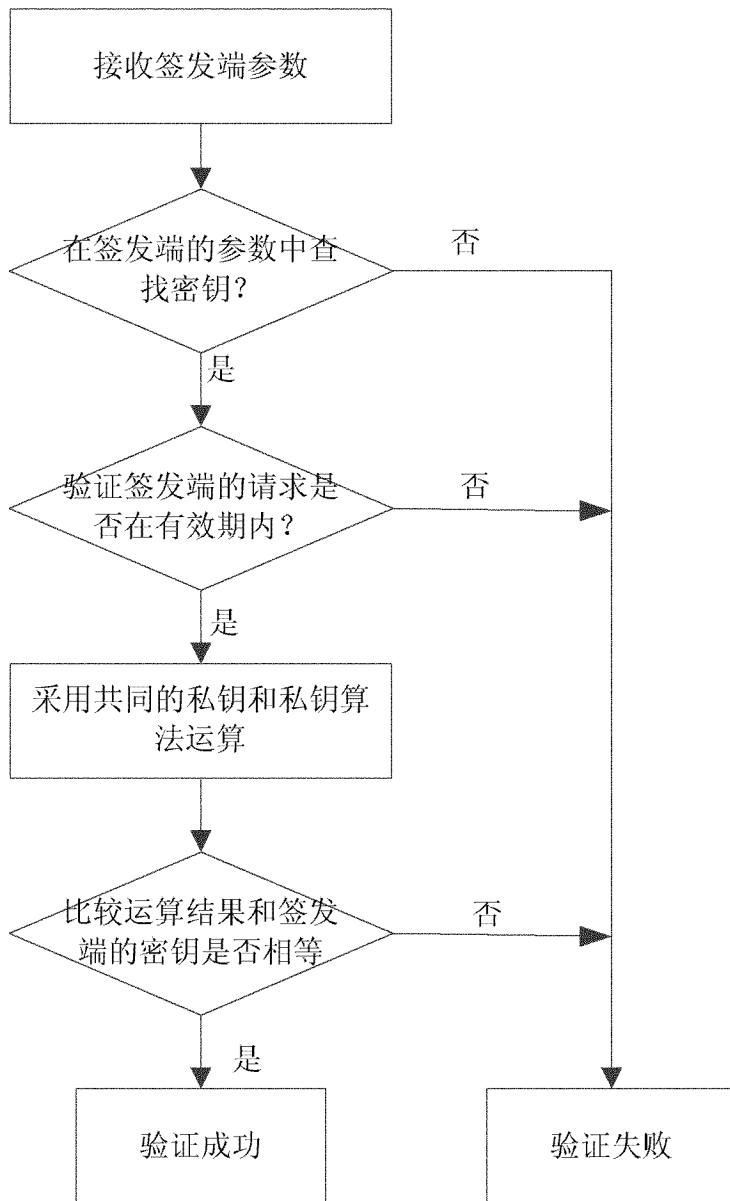 接收签发端参数
在签发端的参数中查
找密钥？
否
是
验证签发端的请求是
否在有效期内？
否
是
采用共同的私钥和私钥算
法运算
比较运算结果和签发
端的密钥是否相等
否
是
验证成功
验证失败